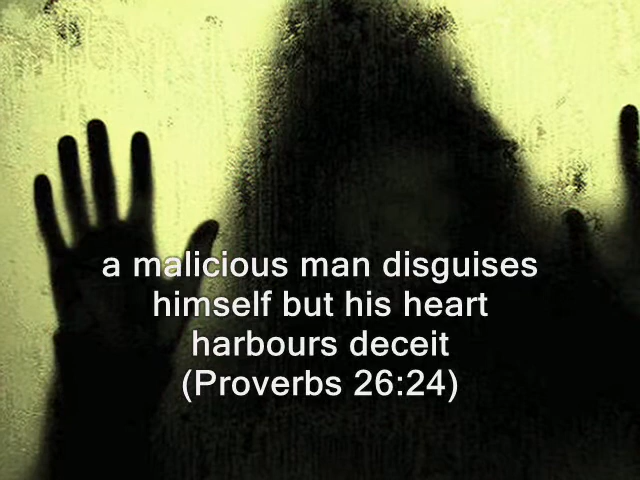 a malicious man disguises
himself but his heart
harbours deceit
(Proverbs 26:24)